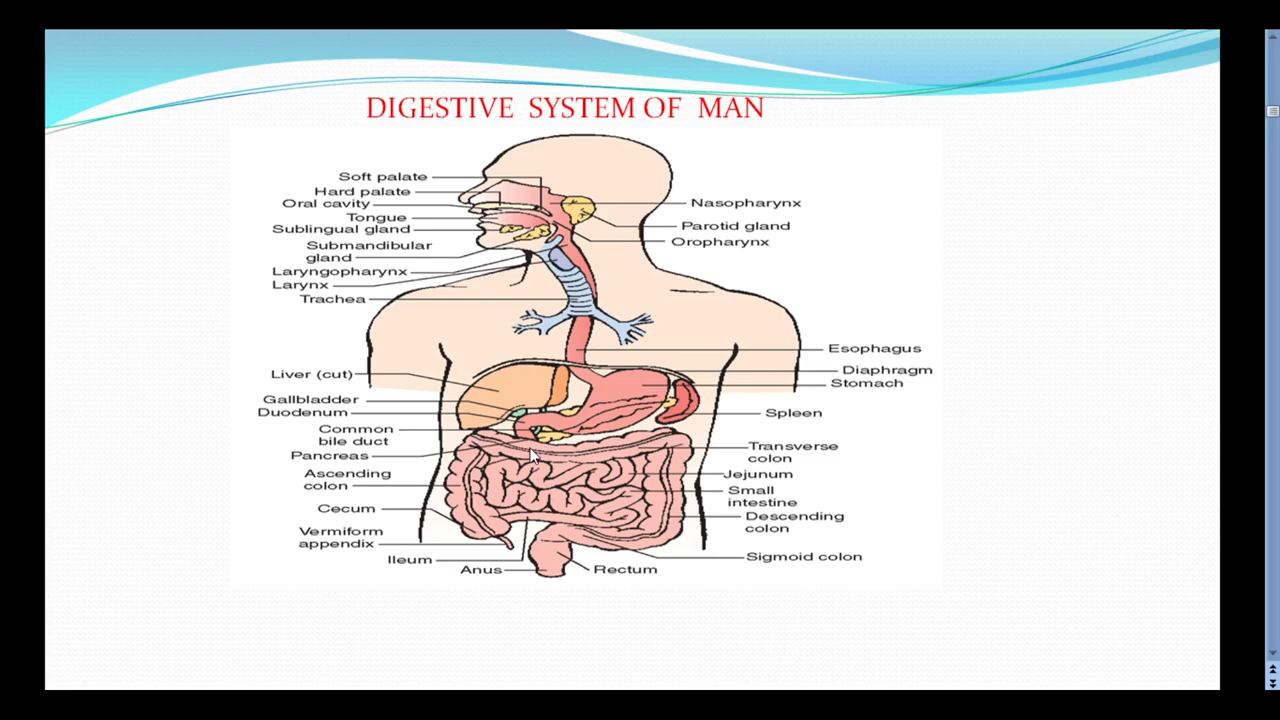 DIGESTIVE SYSTEM OF MAN
Soft palate
Hard palate
Oral cavity
Tongue
Sublingual gland
Submandibular
gland
Laryngopharynx
Larynx
Trachea
Nasopharynx
Parotid gland
Oropharynx
Esophagus
Diaphragm
Stomach
Spleen
Liver (cut)
Gallbladder
Duodenum
Common
bile duct
Pancreas
Ascending
colon
Cecum
Vermiform
appendix
Ileum
Anus
Rectum
Transverse
colon
Jejunum
Small
intestine
Descending
colon
Sigmoid colon